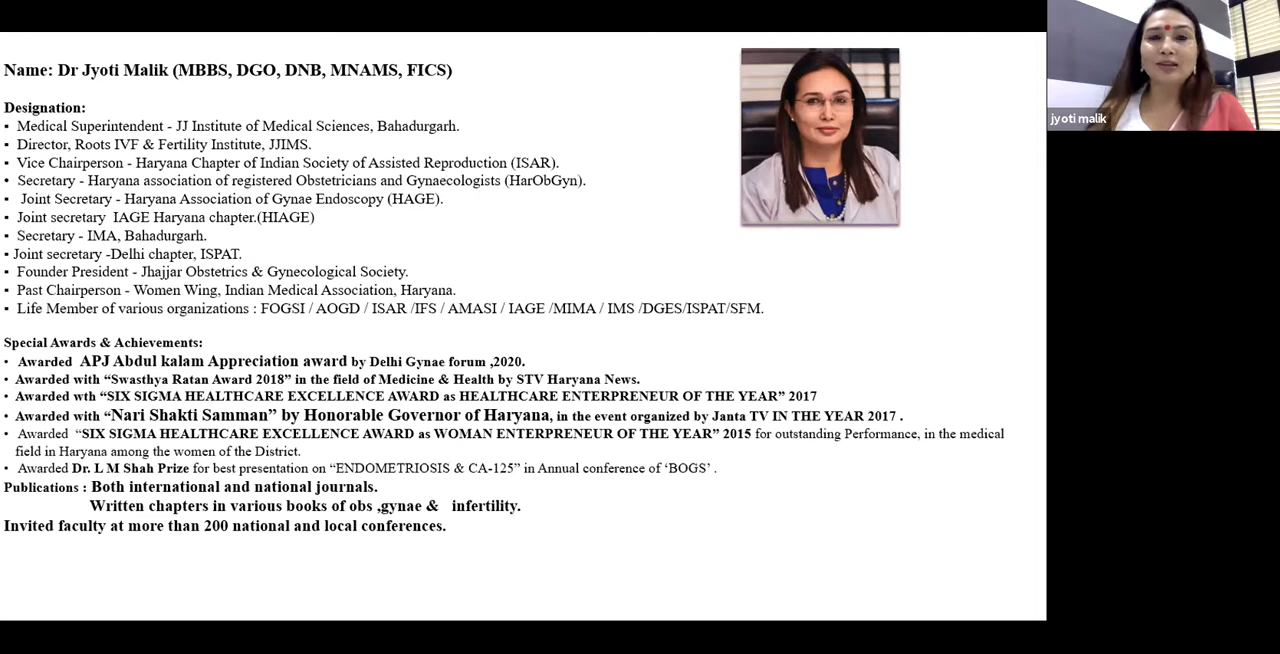 Name: Dr Jyoti Malik (MBBS, DGO, DNB, MNAMS, FICS)
Designation:
▪ Medical Superintendent - JJ Institute of Medical Sciences, Bahadurgarh.
▪ Director, Roots IVF & Fertility Institute, JJIMS.
▪ Vice Chairperson - Haryana Chapter of Indian Society of Assisted Reproduction (ISAR).
• Secretary - Haryana association of registered Obstetricians and Gynaecologists (HarObGyn).
▪ Joint Secretary - Haryana Association of Gynae Endoscopy (HAGE).
▪ Joint secretary IAGE Haryana chapter.(HIAGE)
▪ Secretary - IMA, Bahadurgarh.
▪ Joint secretary -Delhi chapter, ISPAT.
▪ Founder President - Jhajjar Obstetrics & Gynecological Society.
▪ Past Chairperson - Women Wing, Indian Medical Association, Haryana.
▪ Life Member of various organizations : FOGSI / AOGD / ISAR /IFS / AMASI / IAGE /MIMA / IMS /DGES/ISPAT/SFM.
Special Awards & Achievements:
• Awarded APJ Abdul kalam Appreciation award by Delhi Gynae forum ,2020.
• Awarded with “Swasthya Ratan Award 2018” in the field of Medicine & Health by STV Haryana News.
• Awarded wth “SIX SIGMA HEALTHCARE EXCELLENCE AWARD as HEALTHCARE ENTERPRENEUR OF THE YEAR” 2017
• Awarded with “Nari Shakti Samman” by Honorable Governor of Haryana, in the event organized by Janta TV IN THE YEAR 2017 .
• Awarded “SIX SIGMA HEALTHCARE EXCELLENCE AWARD as WOMAN ENTERPRENEUR OF THE YEAR” 2015 for outstanding Performance, in the medical
field in Haryana among the women of the District.
• Awarded Dr. L M Shah Prize for best presentation on “ENDOMETRIOSIS & CA-125” in Annual conference of ‘BOGS’ .
Publications : Both international and national journals.
Written chapters in various books of obs ,gynae & infertility.
Invited faculty at more than 200 national and local conferences.
jyoti malik